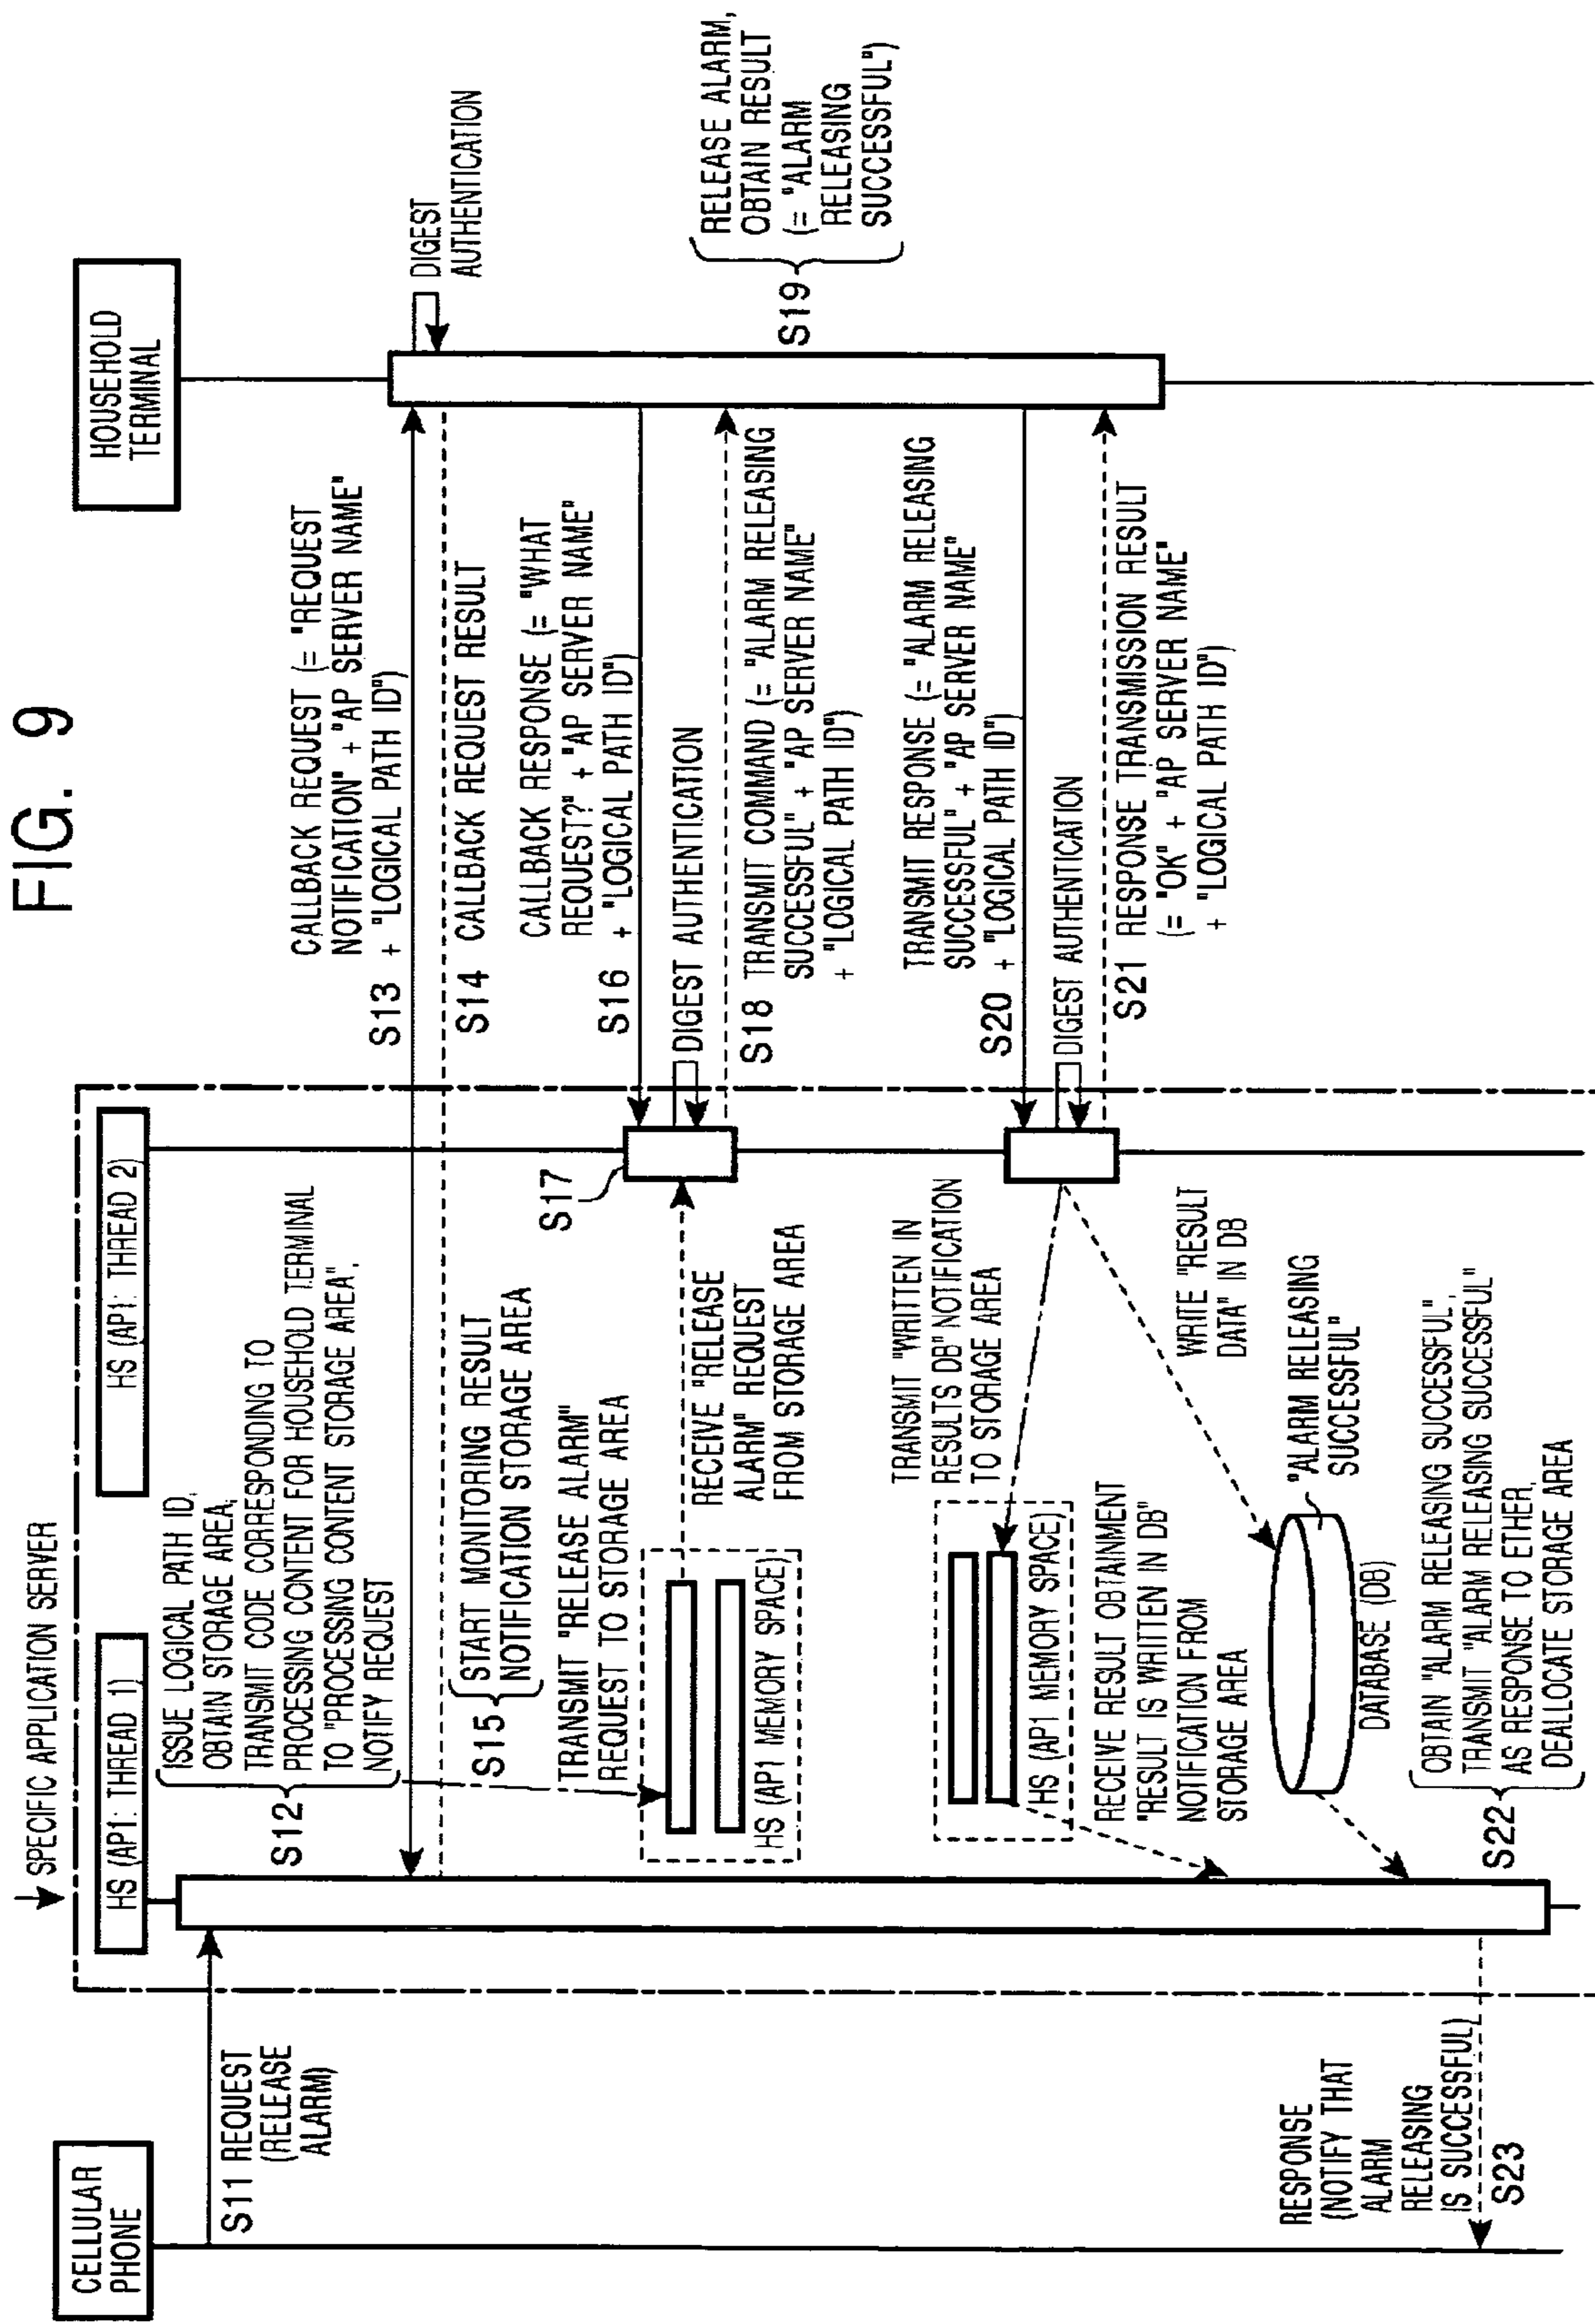 FIG. 9
SPECIFIC APPLICATION SERVER
CELLULAR
PHONE
HS (AP1: THREAD 1)
HS (AP1: THREAD 2)
HOUSEHOLD
TERMINAL
S11 REQUEST
(RELEASE
ALARM)
ISSUE LOGICAL PATH ID,
OBTAIN STORAGE AREA,
TRANSMIT CODE CORRESPONDING TO
PROCESSING CONTENT FOR HOUSEHOLD TERMINAL
TO "PROCESSING CONTENT STORAGE AREA",
NOTIFY REQUEST
S12
CALLBACK REQUEST (= "REQUEST
NOTIFICATION" + "AP SERVER NAME"
S13 + "LOGICAL PATH ID")
DIGEST
AUTHENTICATION
S14 CALLBACK REQUEST RESULT
S15 START MONITORING RESULT
NOTIFICATION STORAGE AREA
CALLBACK RESPONSE (= "WHAT
REQUEST?" + "AP SERVER NAME"
S16 + "LOGICAL PATH ID")
S17
TRANSMIT "RELEASE ALARM"
REQUEST TO STORAGE AREA
HS (AP1 MEMORY SPACE)
RECEIVE "RELEASE
ALARM" REQUEST
FROM STORAGE AREA
DIGEST AUTHENTICATION
S18 TRANSMIT COMMAND (= "ALARM RELEASING
SUCCESSFUL" + "AP SERVER NAME"
+ "LOGICAL PATH ID")
S19
RELEASE ALARM,
OBTAIN RESULT
(= "ALARM
RELEASING
SUCCESSFUL")
TRANSMIT RESPONSE (= "ALARM RELEASING
SUCCESSFUL" + "AP SERVER NAME"
S20 + "LOGICAL PATH ID")
DIGEST AUTHENTICATION
TRANSMIT "WRITTEN IN
RESULTS DB" NOTIFICATION
TO STORAGE AREA
HS (AP1 MEMORY SPACE)
S21 RESPONSE TRANSMISSION RESULT
(= "OK" + "AP SERVER NAME"
+ "LOGICAL PATH ID")
RECEIVE RESULT OBTAINMENT
"RESULT IS WRITTEN IN DB"
NOTIFICATION FROM
STORAGE AREA
WRITE "RESULT
DATA" IN DB
"ALARM RELEASING
SUCCESSFUL"
DATABASE (DB)
S22
OBTAIN "ALARM RELEASING SUCCESSFUL",
TRANSMIT "ALARM RELEASING SUCCESSFUL"
AS RESPONSE TO ETHER,
DEALLOCATE STORAGE AREA
RESPONSE
(NOTIFY THAT
ALARM
RELEASING
IS SUCCESSFUL)
S23